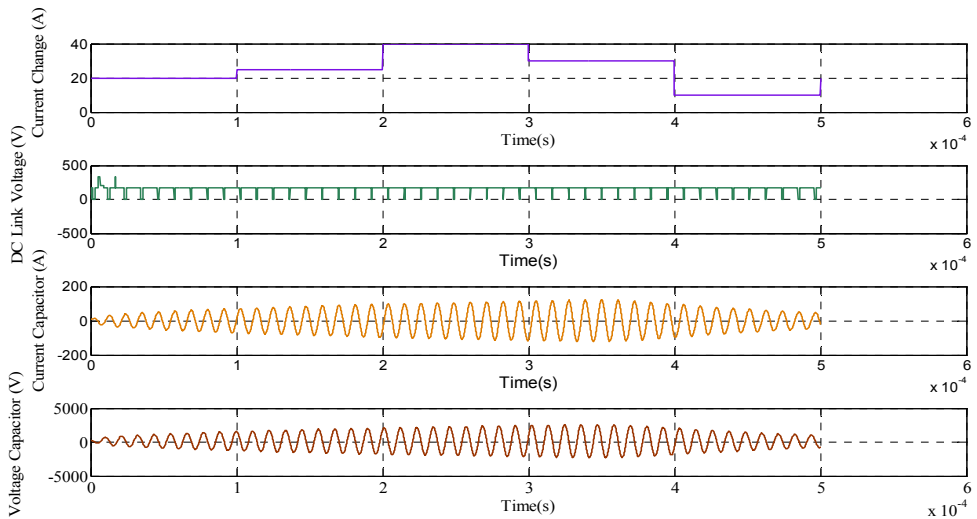 Current Change (A)
40
20
0
0 1 2 3 4 5 6
Time(s)
x 10-4
DC Link Voltage (V)
500
0
-500
0 1 2 3 4 5 6
Time(s)
x 10-4
Current Capacitor (A)
200
0
-200
0 1 2 3 4 5 6
Time(s)
x 10-4
Voltage Capacitor (V)
5000
0
-5000
0 1 2 3 4 5 6
Time(s)
x 10-4